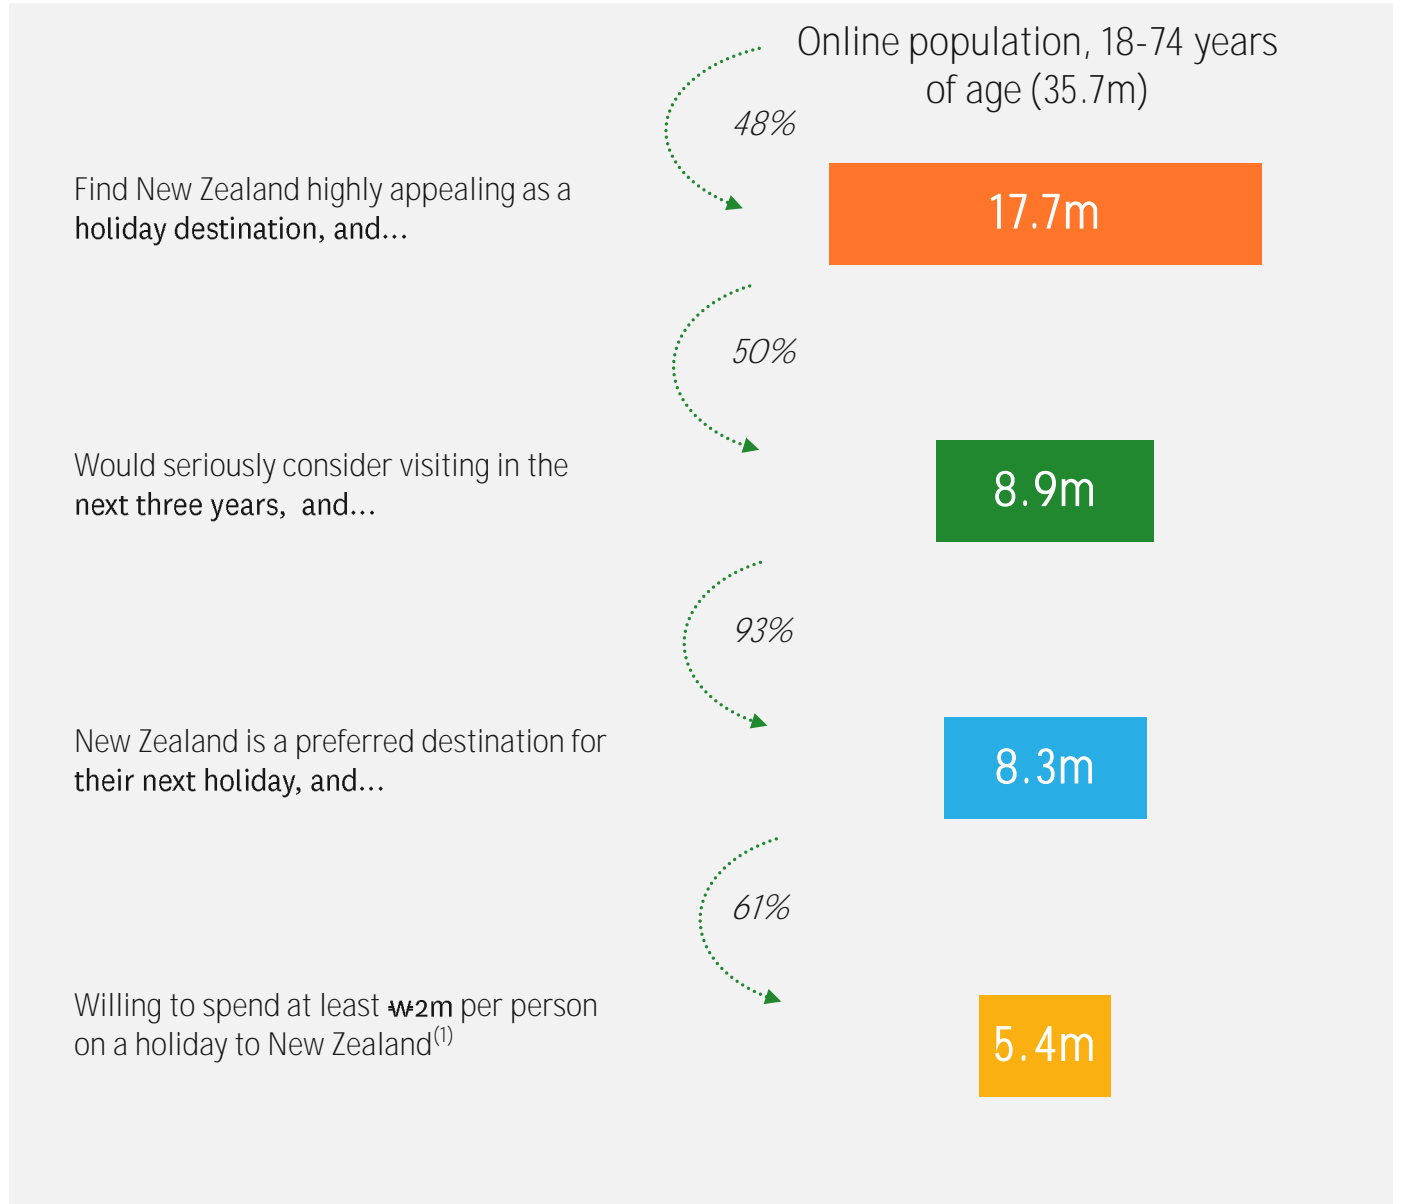 Online population, 18-74 years
of age (35.7m)
48%
Find New Zealand highly appealing as a
holiday destination, and...
17.7m
50%
Would seriously consider visiting in the
next three years,  and...
8.9m
93%
New Zealand is a preferred destination for
their next holiday, and...
8.3m
61%
Willing to spend at least ₩2m per person
on a holiday to New Zealand(1)
5.4m